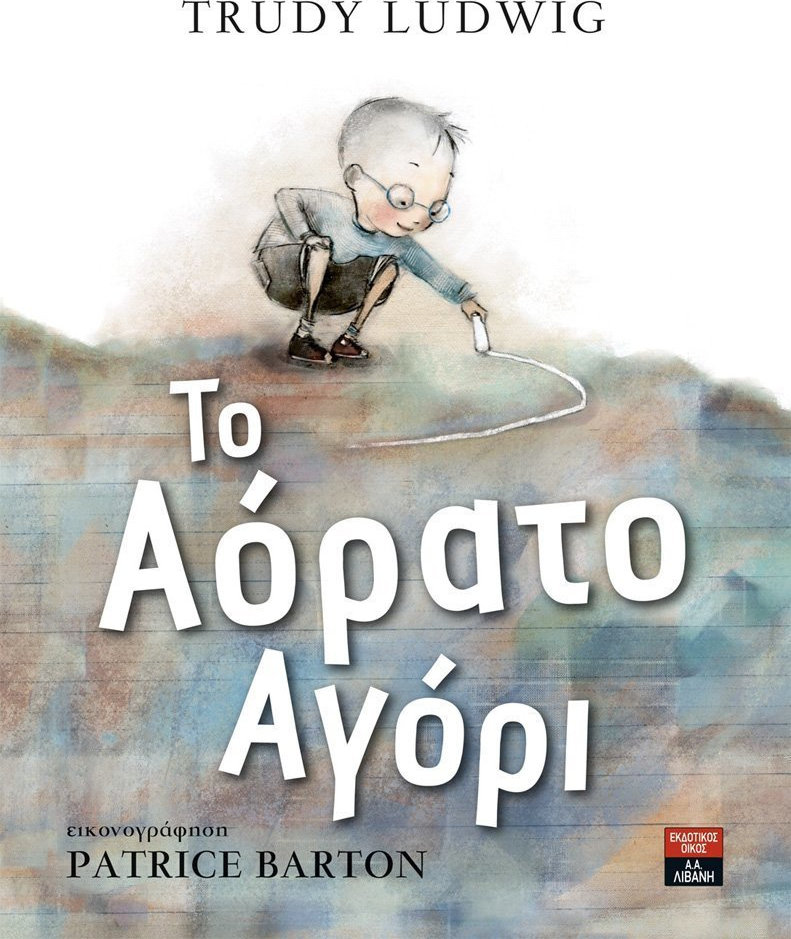 TRUDY LUDWIG
Το
Αόρατο
Αγόρι
εικονογράφηση
PATRICE BARTON
ΕΚΔΟΤΙΚΟΣ
ΟΙΚΟΣ
Α.Α.
ΛΙΒΑΝΗ